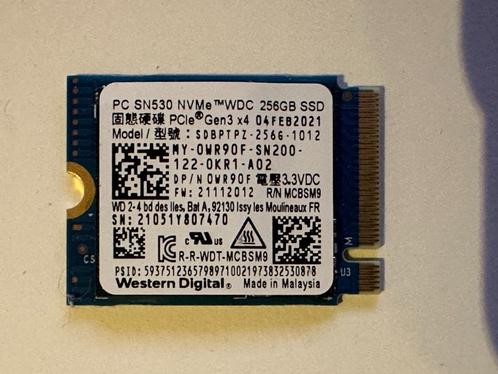 PC SN530 NVMe™WDC 256GB SSD
固態硬碟 PCIe®Gen3 x4 04FEB2021
Model / 型號: SDBPTPZ-256G-1012
MY-0WR90F-SN200-
122-0KR1-A02
DP/N 0WR90F 電壓3.3VDC
FW: 21112012 R/N MCBSM9
WD 2-4 bd des Iles, Bat A, 92130 Issy les Moulineaux FR
SN: 21051Y807470
R-R-WDT-MCBSM9
PSID: 59375123657989710021973832530878
Western Digital® Made in Malaysia
C5
U3
M